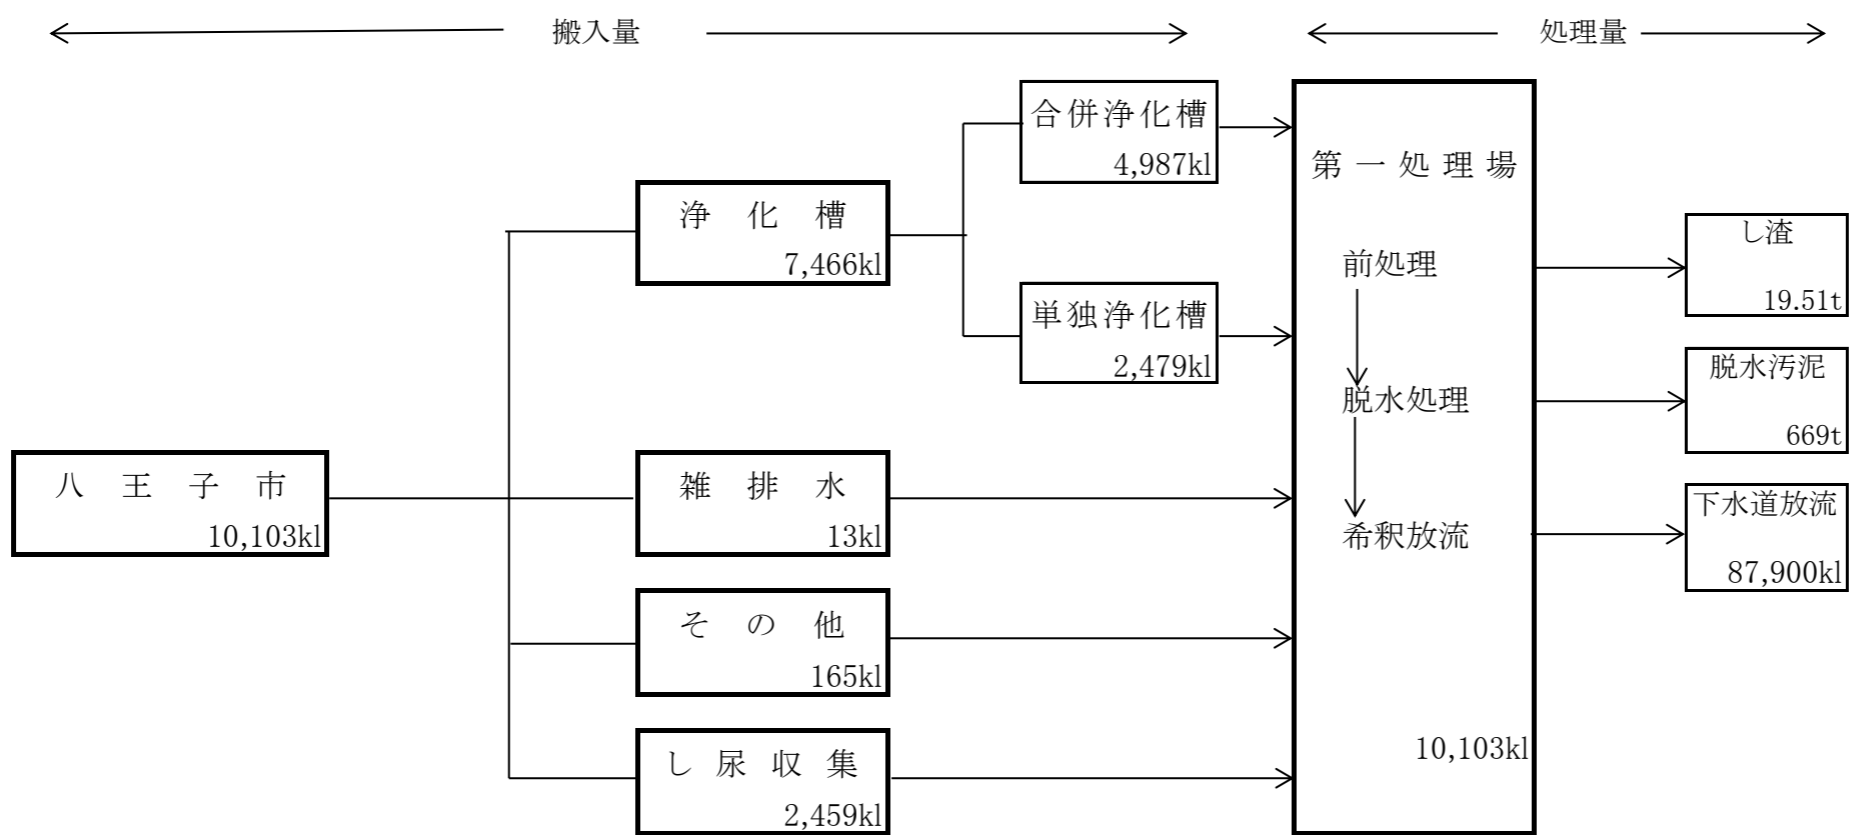 搬入量
処理量
八王子市
10,103kl
浄化槽
7,466kl
合併浄化槽
4,987kl
単独浄化槽
2,479kl
雑排水
13kl
その他
165kl
し尿収集
2,459kl
第一処理場
前処理
脱水処理
希釈放流
10,103kl
し渣
19.51t
脱水汚泥
669t
下水道放流
87,900kl